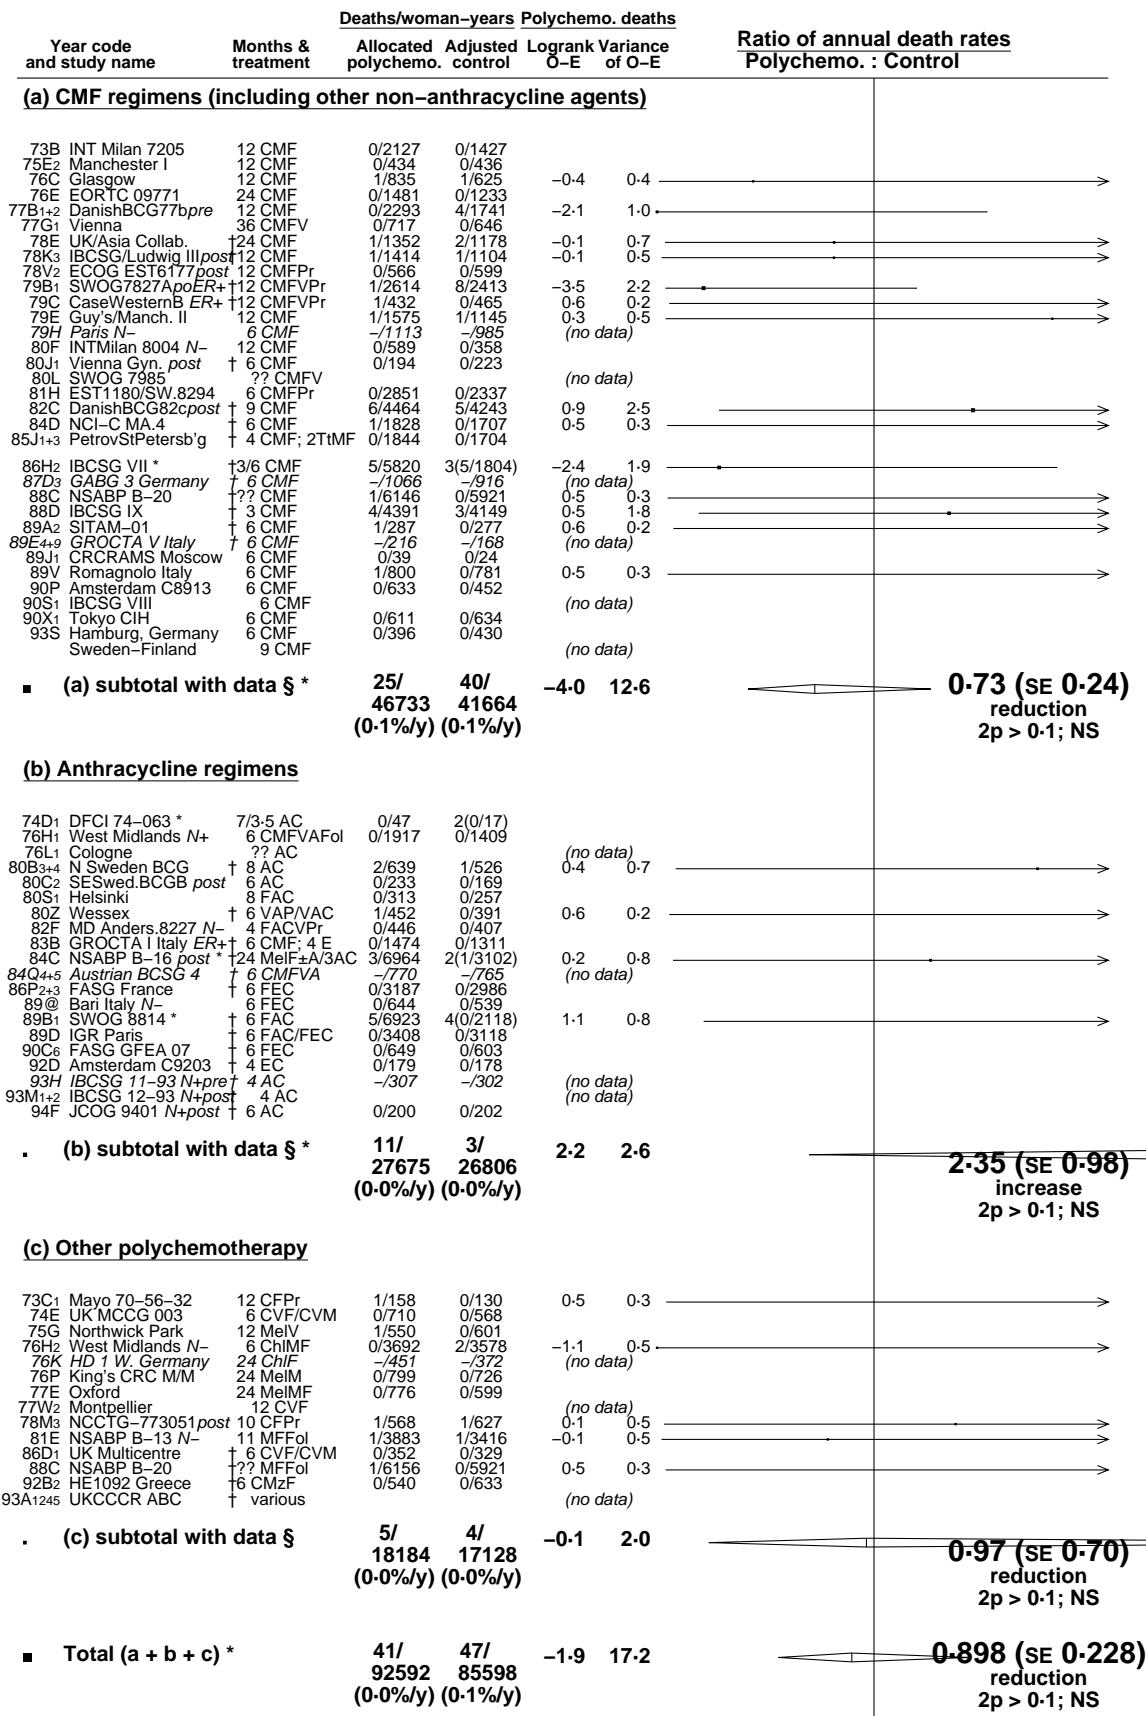 Deaths/woman−years Polychemo. deaths
Ratio of annual death rates
Year code Months & Allocated Adjusted Logrank Variance
and study name treatment polychemo. control O−E of O−E Polychemo. : Control
(a) CMF regimens (including other non−anthracycline agents)
73B INT Milan 7205 12 CMF 0/2127 0/1427
75E2 Manchester I 12 CMF 0/434 0/436
76C Glasgow 12 CMF 1/835 1/625 −0·4 0·4
76E EORTC 09771 24 CMF 0/1481 0/1233
77B1+2 DanishBCG77bpre 12 CMF 0/2293 4/1741 −2·1 1·0
77G1 Vienna 36 CMFV 0/717 0/646
78E UK/Asia Collab. †24 CMF 1/1352 2/1178 −0·1 0·7
78K3 IBCSG/Ludwig IIIpost†12 CMF 1/1414 1/1104 −0·1 0·5
78V2 ECOG EST6177post 12 CMFPr 0/566 0/599
79B1 SWOG7827ApoER+†12 CMFVPr 1/2614 8/2413 −3·5 2·2
79C CaseWesternB ER+ †12 CMFVPr 1/432 0/465 0·6 0·2
79E Guy's/Manch. II 12 CMF 1/1575 1/1145 0·3 0·5
79H Paris N− 6 CMF −/1113 −/985 (no data)
80F INTMilan 8004 N− 12 CMF 0/589 0/358
80J1 Vienna Gyn. post † 6 CMF 0/194 0/223
80L SWOG 7985 ?? CMFV (no data)
81H EST1180/SW.8294 6 CMFPr 0/2851 0/2337
82C DanishBCG82cpost † 9 CMF 6/4464 5/4243 0·9 2·5
84D NCI−C MA.4 † 6 CMF 1/1828 0/1707 0·5 0·3
85J1+3 PetrovStPetersb'g † 4 CMF; 2TtMF 0/1844 0/1704
86H2 IBCSG VII * †3/6 CMF 5/5820 3(5/1804) −2·4 1·9
87D3 GABG 3 Germany † 6 CMF −/1066 −/916 (no data)
88C NSABP B−20 †?? CMF 1/6146 0/5921 0·5 0·3
88D IBCSG IX † 3 CMF 4/4391 3/4149 0·5 1·8
89A2 SITAM−01 † 6 CMF 1/287 0/277 0·6 0·2
89E4+9 GROCTA V Italy † 6 CMF −/216 −/168 (no data)
89J1 CRCRAMS Moscow 6 CMF 0/39 0/24
89V Romagnolo Italy 6 CMF 1/800 0/781 0·5 0·3
90P Amsterdam C8913 6 CMF 0/633 0/452
90S1 IBCSG VIII 6 CMF (no data)
90X1 Tokyo CIH 6 CMF 0/611 0/634
93S Hamburg, Germany 6 CMF 0/396 0/430
Sweden−Finland 9 CMF (no data)
(a) subtotal with data § * 25/ 40/ −4·0 12·6 0·73 (SE 0·24)
46733 41664 reduction
(0·1%/y) (0·1%/y) 2p > 0·1; NS
(b) Anthracycline regimens
74D1 DFCI 74−063 * 7/3·5 AC 0/47 2(0/17)
76H1 West Midlands N+ 6 CMFVAFol 0/1917 0/1409
76L1 Cologne ?? AC (no data)
80B3+4 N Sweden BCG † 8 AC 2/639 1/526 0·4 0·7
80C2 SESwed.BCGB post 6 AC 0/233 0/169
80S1 Helsinki 8 FAC 0/313 0/257
80Z Wessex † 6 VAP/VAC 1/452 0/391 0·6 0·2
82F MD Anders.8227 N− 4 FACVPr 0/446 0/407
83B GROCTA I Italy ER+† 6 CMF; 4 E 0/1474 0/1311
84C NSABP B−16 post * †24 MelF±A/3AC 3/6964 2(1/3102) 0·2 0·8
84Q4+5 Austrian BCSG 4 † 6 CMFVA −/770 −/765 (no data)
86P2+3 FASG France † 6 FEC 0/3187 0/2986
89@ Bari Italy N− 6 FEC 0/644 0/539
89B1 SWOG 8814 * † 6 FAC 5/6923 4(0/2118) 1·1 0·8
89D IGR Paris † 6 FAC/FEC 0/3408 0/3118
90C6 FASG GFEA 07 † 6 FEC 0/649 0/603
92D Amsterdam C9203 † 4 EC 0/179 0/178
93H IBCSG 11−93 N+pre† 4 AC −/307 −/302 (no data)
93M1+2 IBCSG 12−93 N+post† 4 AC (no data)
94F JCOG 9401 N+post † 6 AC 0/200 0/202
(b) subtotal with data § * 11/ 3/ 2·2 2·6 2·35 (SE 0·98)
27675 26806 increase
(0·0%/y) (0·0%/y) 2p > 0·1; NS
(c) Other polychemotherapy
73C1 Mayo 70−56−32 12 CFPr 1/158 0/130 0·5 0·3
74E UK MCCG 003 6 CVF/CVM 0/710 0/568
75G Northwick Park 12 MelV 1/550 0/601
76H2 West Midlands N− 6 ChlMF 0/3692 2/3578 −1·1 0·5
76K HD 1 W. Germany 24 ChlF −/451 −/372 (no data)
76P King's CRC M/M 24 MelM 0/799 0/726
77E Oxford 24 MelMF 0/776 0/599
77W2 Montpellier 12 CVF (no data)
78M3 NCCTG−773051post 10 CFPr 1/568 1/627 0·1 0·5
81E NSABP B−13 N− 11 MFFol 1/3883 1/3416 −0·1 0·5
86D1 UK Multicentre † 6 CVF/CVM 0/352 0/329
88C NSABP B−20 †?? MFFol 1/6156 0/5921 0·5 0·3
92B2 HE1092 Greece †6 CMzF 0/540 0/633
93A1245 UKCCCR ABC † various (no data)
(c) subtotal with data § 5/ 4/ −0·1 2·0 0·97 (SE 0·70)
18184 17128 reduction
(0·0%/y) (0·0%/y) 2p > 0·1; NS
Total (a + b + c) * 41/ 47/ −1·9 17·2 0·898 (SE 0·228)
92592 85598 reduction
(0·0%/y) (0·1%/y) 2p > 0·1; NS